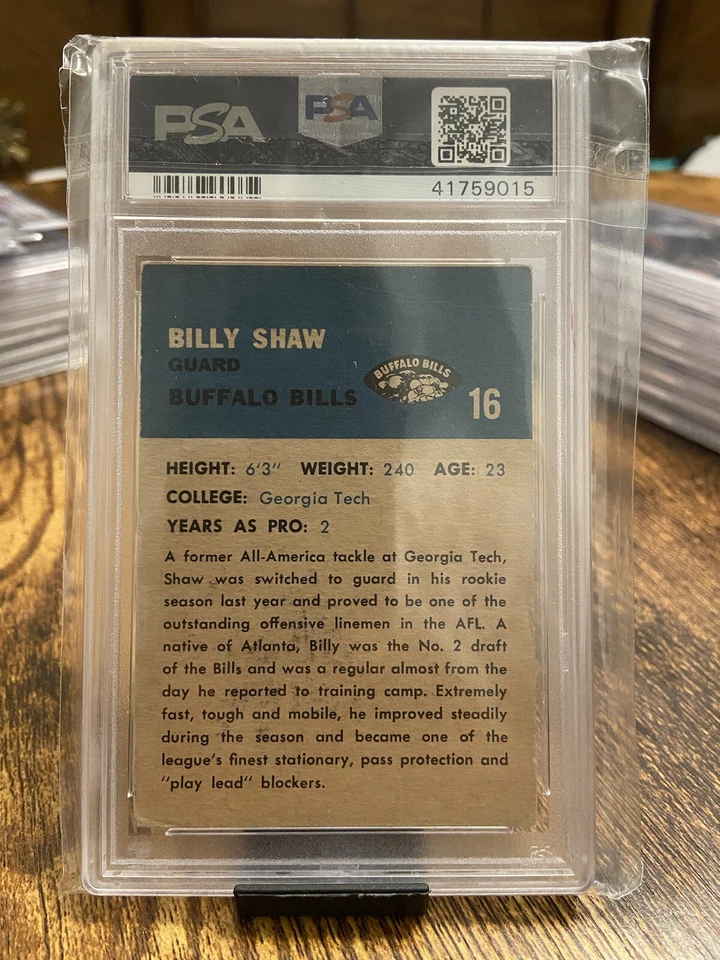 PSA
PSA
41759015
BILLY SHAW
GUARD
BUFFALO BILLS
BUFFALO BILLS
16
HEIGHT: 6'3" WEIGHT: 240 AGE: 23
COLLEGE: Georgia Tech
YEARS AS PRO: 2
A former All-America tackle at Georgia Tech,
Shaw was switched to guard in his rookie
season last year and proved to be one of the
outstanding offensive linemen in the AFL. A
native of Atlanta, Billy was the No. 2 draft
of the Bills and was a regular almost from the
day he reported to training camp. Extremely
fast, tough and mobile, he improved steadily
during the season and became one of the
league's finest stationary, pass protection and
"play lead" blockers.